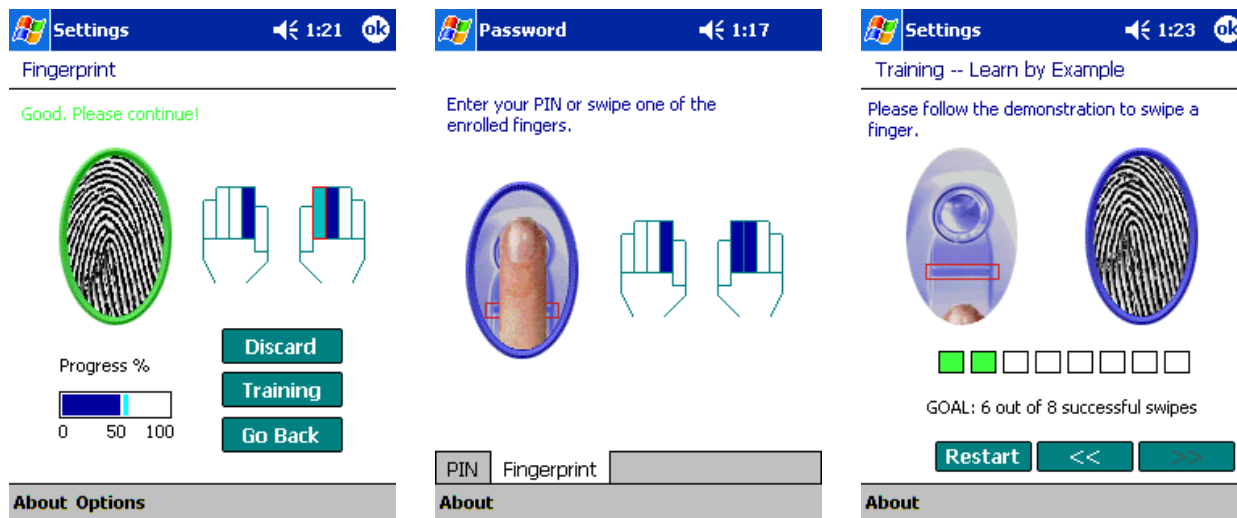 Settings 1:21 ok
Fingerprint
Good. Please continue!
Progress %
0 50 100
Discard
Training
Go Back
About Options
Password 1:17
Enter your PIN or swipe one of the
enrolled fingers.
PIN Fingerprint
About
Settings 1:23 ok
Training -- Learn by Example
Please follow the demonstration to swipe a
finger.
GOAL: 6 out of 8 successful swipes
Restart << >>
About